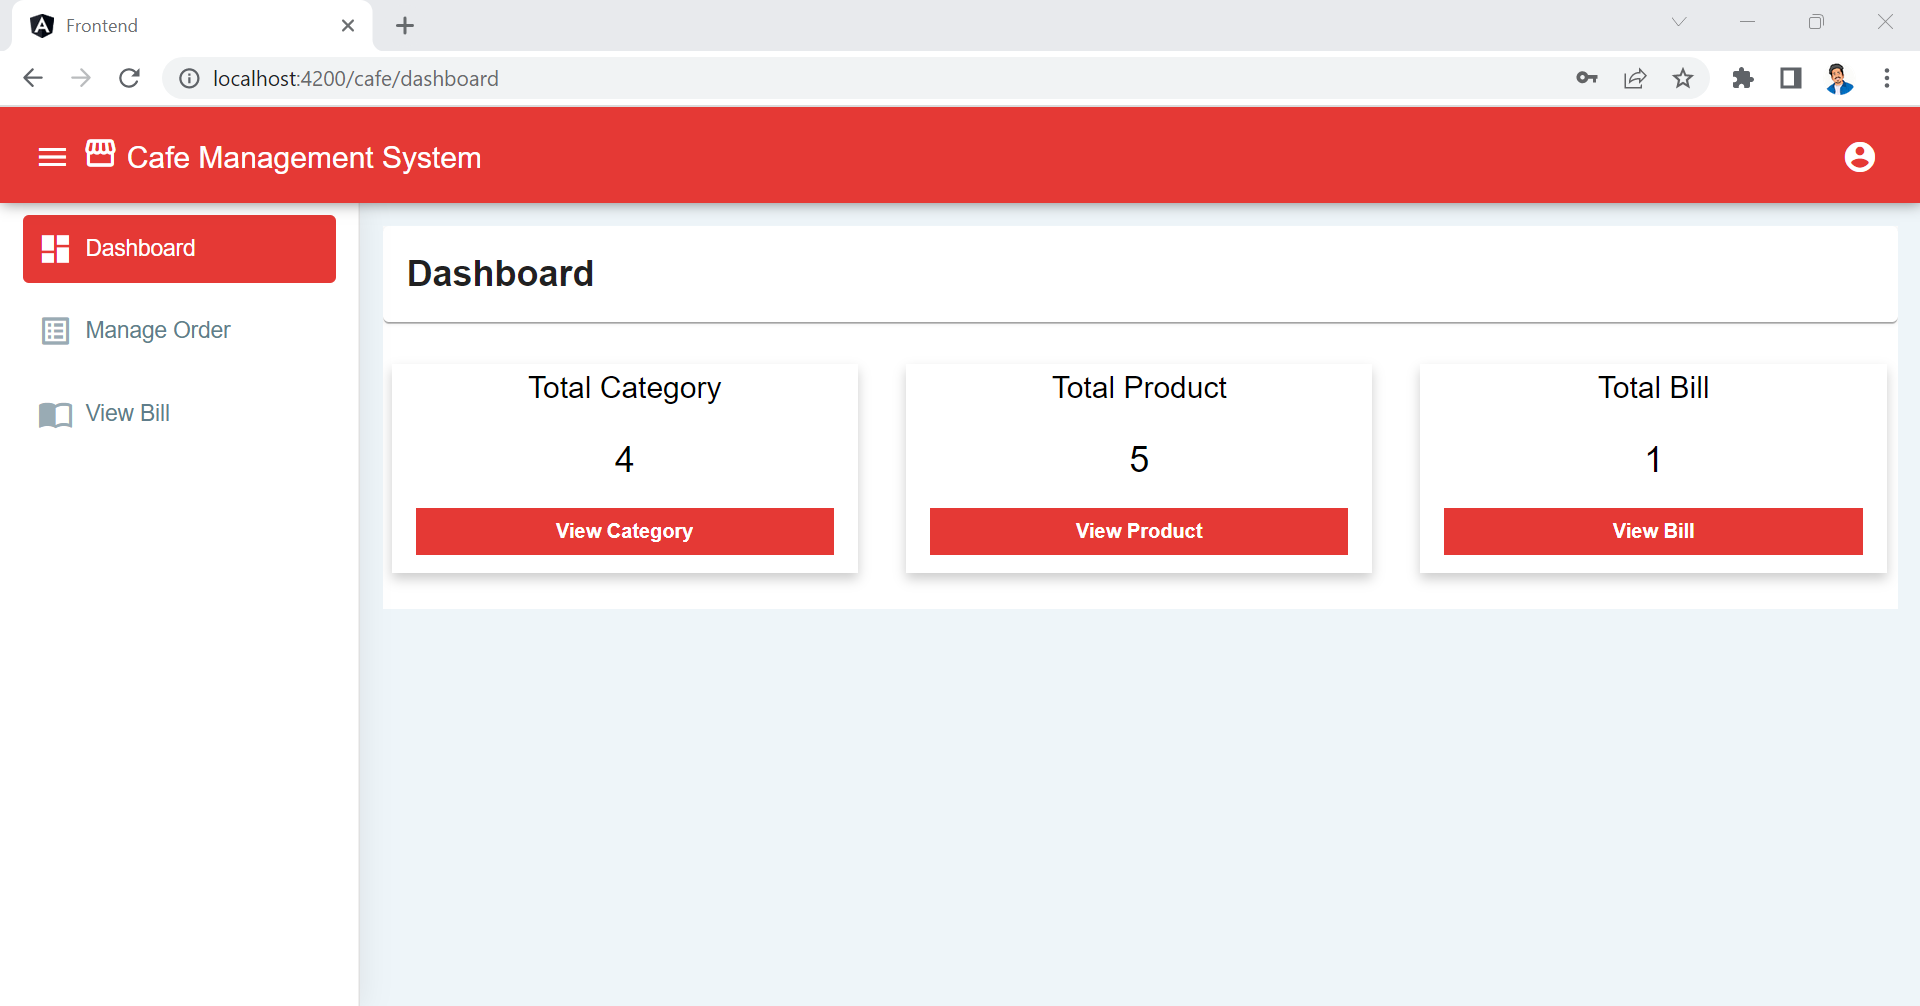 Frontend
localhost:4200/cafe/dashboard
Cafe Management System
Dashboard
Manage Order
View Bill
Dashboard
Total Category
4
View Category
Total Product
5
View Product
Total Bill
1
View Bill